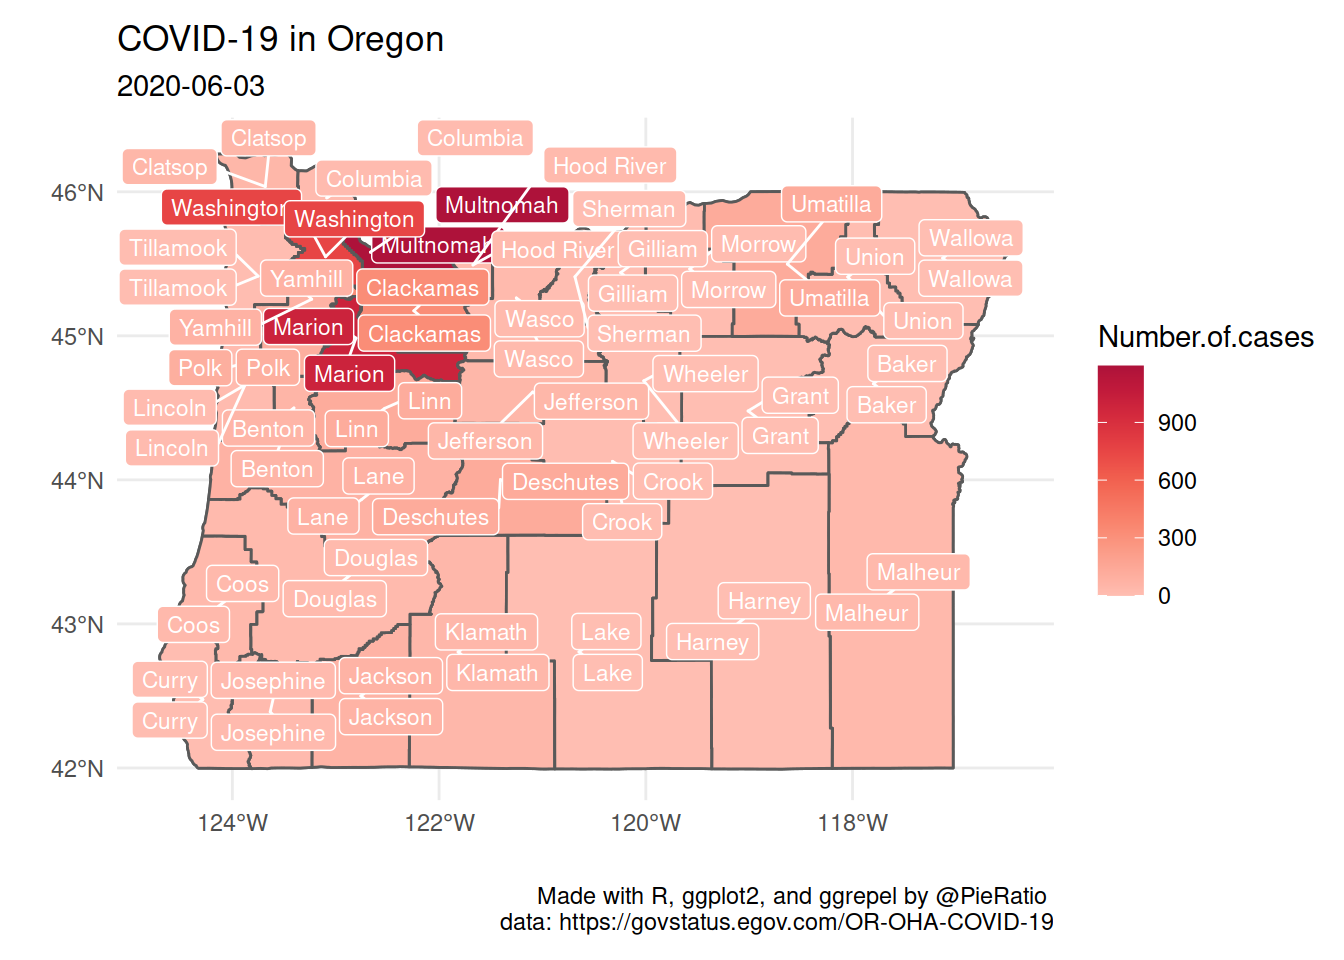 COVID-19 in Oregon
2020-06-03
Clatsop
Columbia
Clatsop
Hood River
Columbia
46°N
Washington
Multnomah
Sherman
Umatilla
Washington
Tillamook
Multnomah
Hood River
Gilliam
Morrow
Union
Wallowa
Tillamook
Yamhill
Clackamas
Gilliam
Morrow
Umatilla
Wallowa
Yamhill
Marion
Clackamas
Wasco
Sherman
Union
45°N
Polk
Polk
Marion
Wasco
Wheeler
Baker
Lincoln
Linn
Jefferson
Grant
Baker
Lincoln
Benton
Linn
Jefferson
Wheeler
Grant
Benton
Lane
Deschutes
Crook
44°N
Lane
Deschutes
Crook
Douglas
Malheur
Coos
Douglas
Harney
Malheur
43°N
Coos
Klamath
Lake
Harney
Curry
Josephine
Jackson
Klamath
Lake
Curry
Josephine
Jackson
42°N
124°W
122°W
120°W
118°W
Number.of.cases
900
600
300
0
Made with R, ggplot2, and ggrepel by @PieRatio
data: https://govstatus.egov.com/OR-OHA-COVID-19